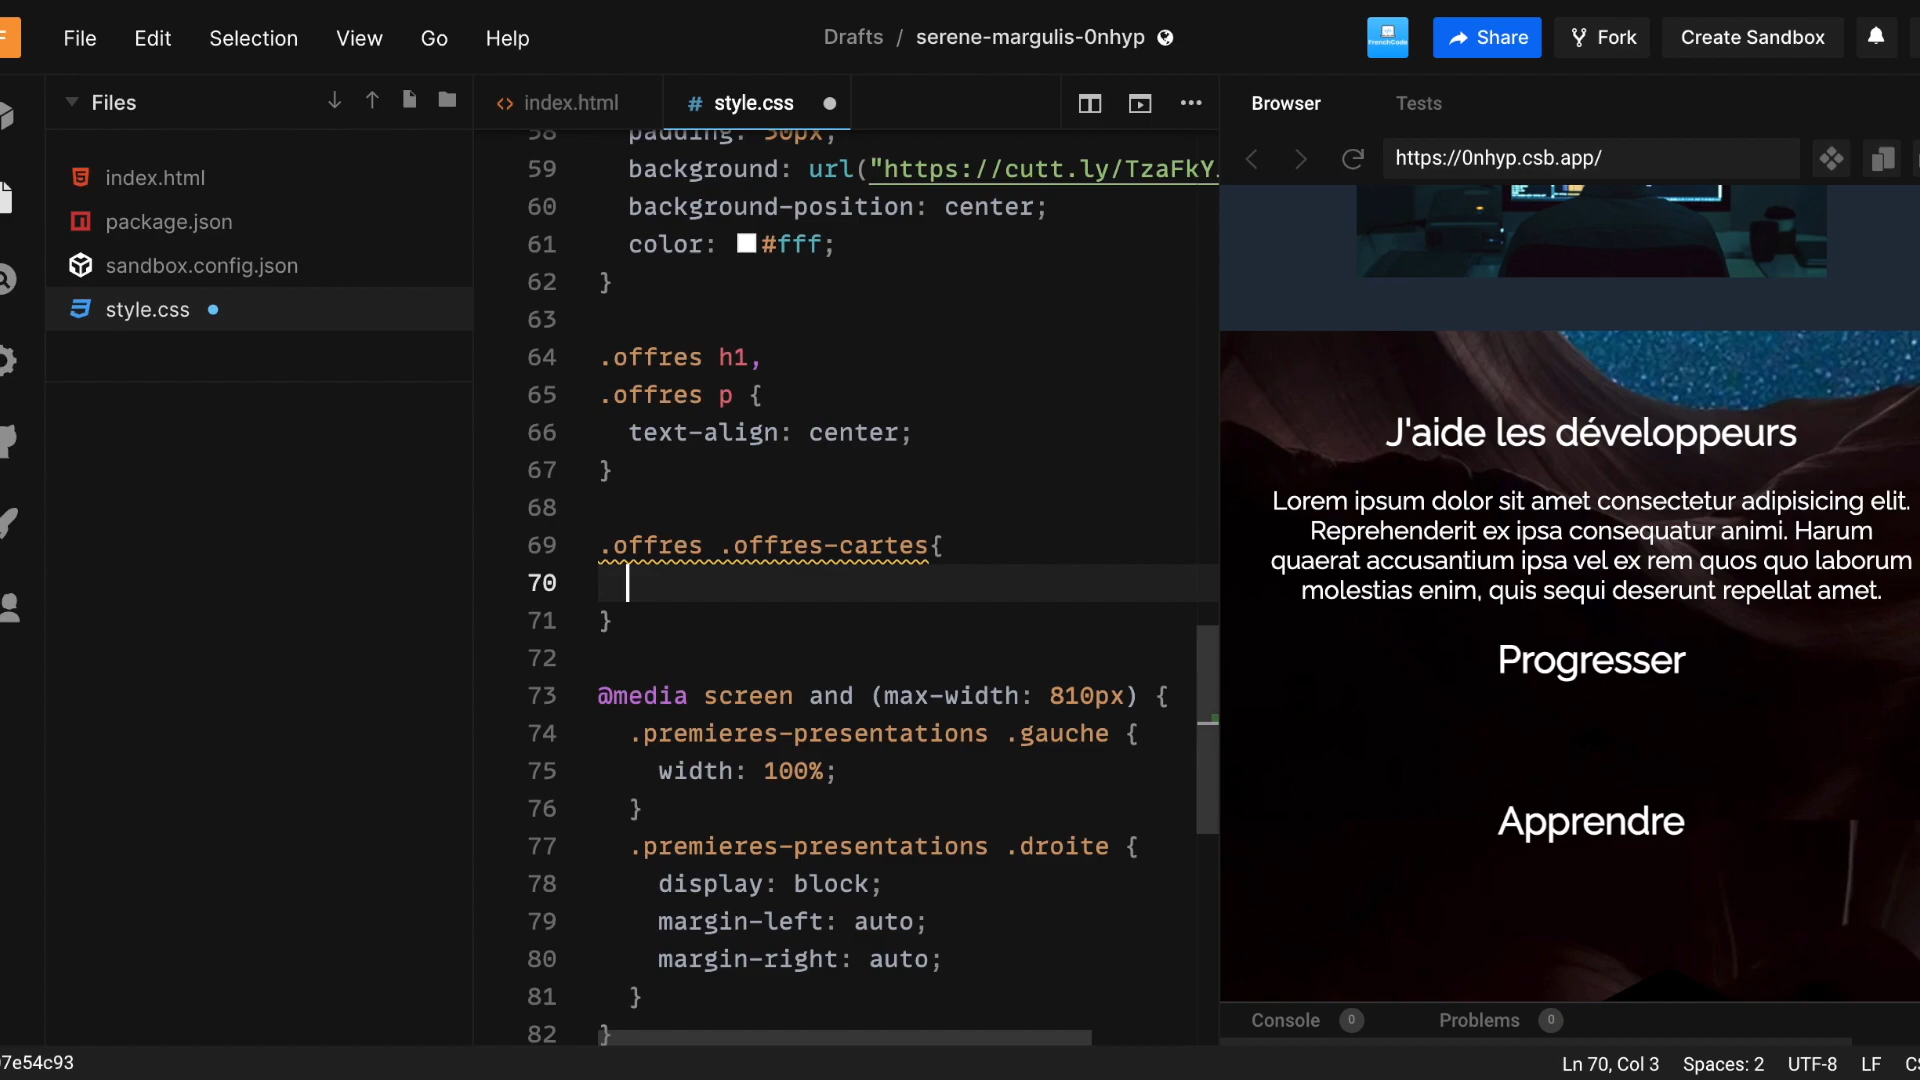 F File Edit Selection View Go Help Drafts / serene-margulis-0nhyp FrenchCode Share Fork Create Sandbox
Files
index.html
package.json
sandbox.config.json
style.css
index.html # style.css
58 padding: 50px;
59 background: url("https://cutt.ly/TzaFkY
60 background-position: center;
61 color: #fff;
62 }
63
64 .offres h1,
65 .offres p {
66 text-align: center;
67 }
68
69 .offres .offres-cartes{
70
71 }
72
73 @media screen and (max-width: 810px) {
74 .premieres-presentations .gauche {
75 width: 100%;
76 }
77 .premieres-presentations .droite {
78 display: block;
79 margin-left: auto;
80 margin-right: auto;
81 }
82 }
Browser Tests
https://0nhyp.csb.app/
J'aide les développeurs
Lorem ipsum dolor sit amet consectetur adipisicing elit.
Reprehenderit ex ipsa consequatur animi. Harum
quaerat accusantium ipsa vel ex rem quos quo laborum
molestias enim, quis sequi deserunt repellat amet.
Progresser
Apprendre
Console 0 Problems 0
7e54c93 Ln 70, Col 3 Spaces: 2 UTF-8 LF